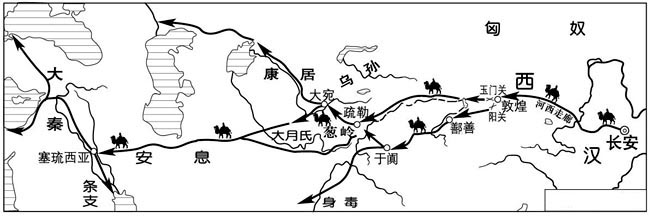 匈奴
乌孙
康居
大宛
疏勒
葱岭
大月氏
玉门关
敦煌
阳关
西汉
河西走廊
长安
鄯善
于阗
身毒
安息
大秦
塞琉西亚
条支